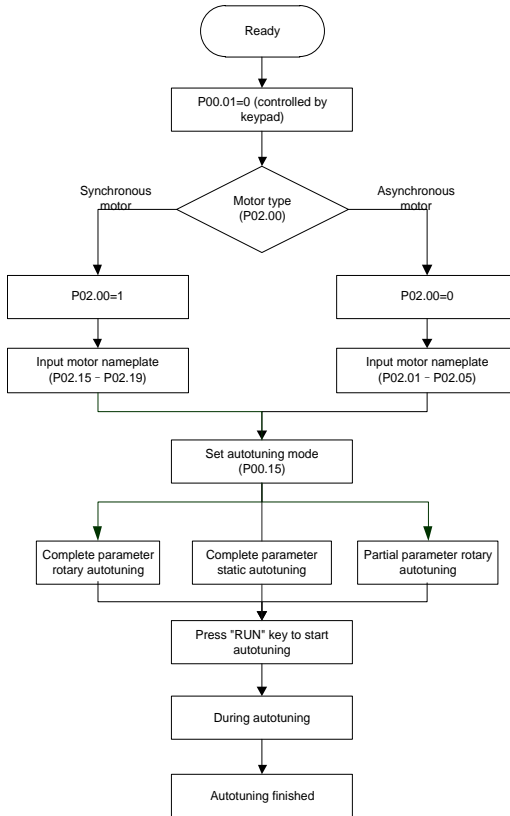 Ready
P00.01=0 (controlled by
keypad)
Synchronous
motor
Motor type
(P02.00)
Asynchronous
motor
P02.00=1
P02.00=0
Input motor nameplate
(P02.15﹣P02.19)
Input motor nameplate
(P02.01﹣P02.05)
Set autotuning mode
(P00.15)
Complete parameter
rotary autotuning
Complete parameter
static autotuning
Partial parameter rotary
autotuning
Press "RUN" key to start
autotuning
During autotuning
Autotuning finished